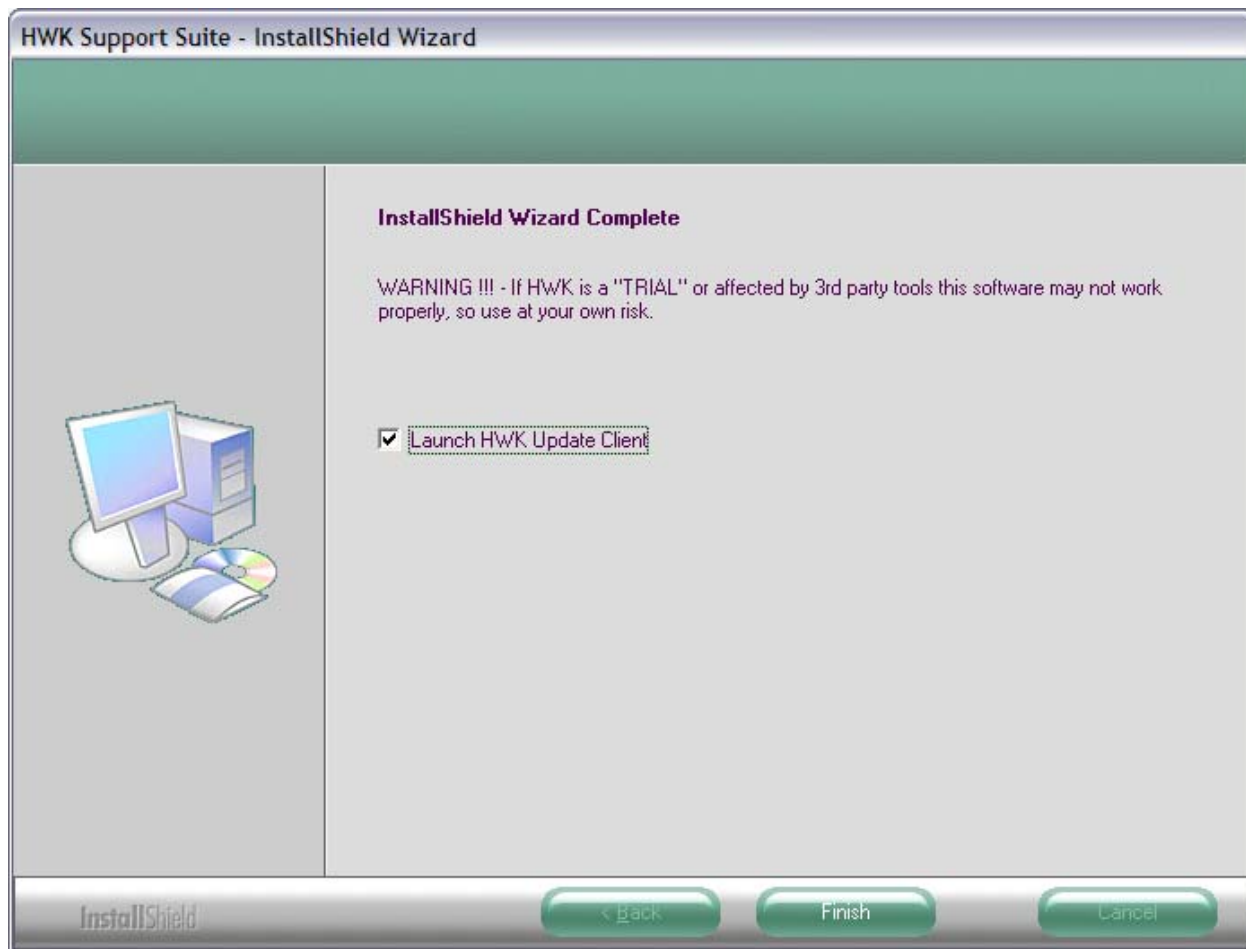 HWK Support Suite - InstallShield Wizard
InstallShield Wizard Complete
WARNING !!! - If HWK is a "TRIAL" or affected by 3rd party tools this software may not work
properly, so use at your own risk.
Launch HWK Update Client
InstallShield
< Back
Finish
Cancel